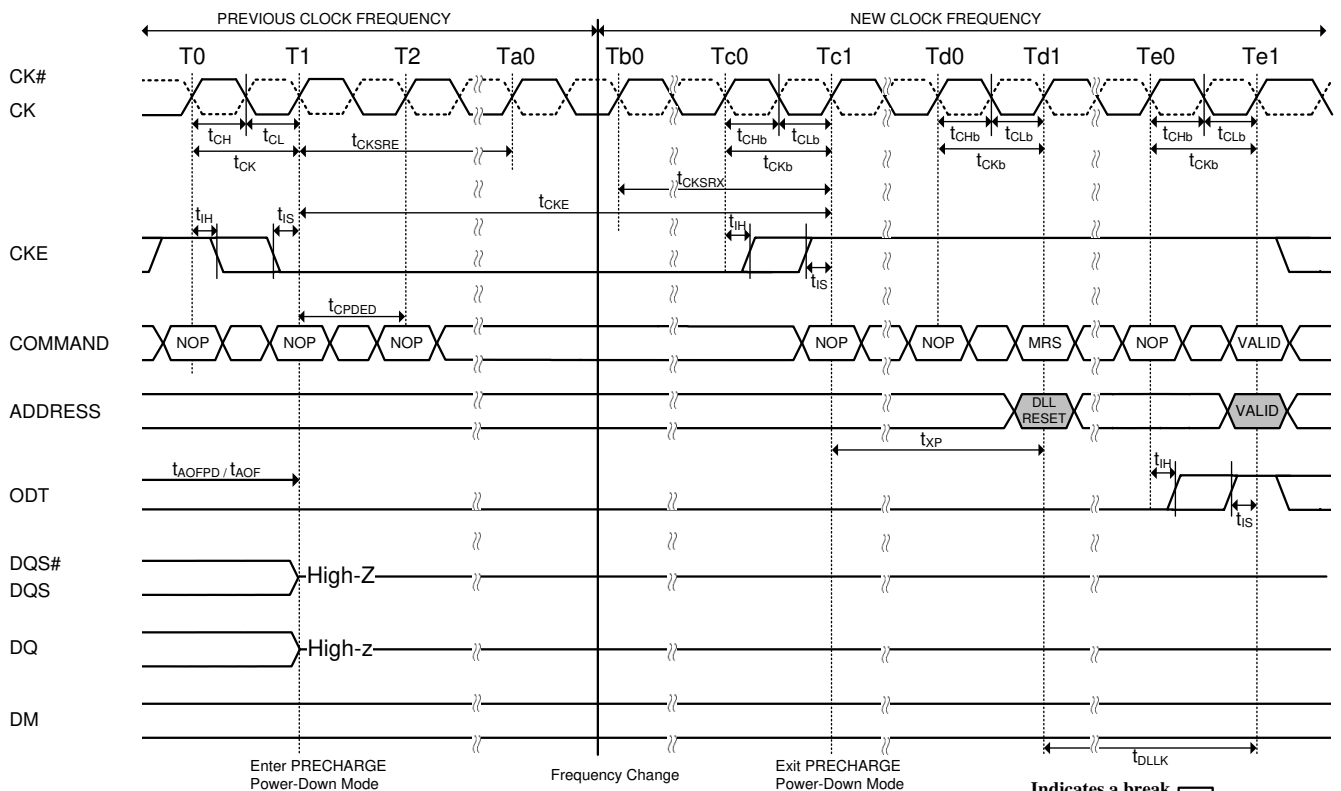 PREVIOUS CLOCK FREQUENCY NEW CLOCK FREQUENCY
T0 T1 T2 Ta0 Tb0 Tc0 Tc1 Td0 Td1 Te0 Te1
CK#
CK
tCH tCL tCHb tCLb tCHb tCLb tCHb tCLb
tCK tCKSRE tCKb tCKb tCKb
tCKSRX
tCKE
tIH tIS tIH
CKE
tIS
tCPDED
COMMAND NOP NOP NOP NOP NOP MRS NOP VALID
ADDRESS DLL RESET VALID
tXP
tAOFPD / tAOF tIH
ODT
tIS
DQS#
DQS High-Z
DQ High-z
DM
tDLLK
Enter PRECHARGE
Power-Down Mode
Frequency Change
Exit PRECHARGE
Power-Down Mode
Indicates a break